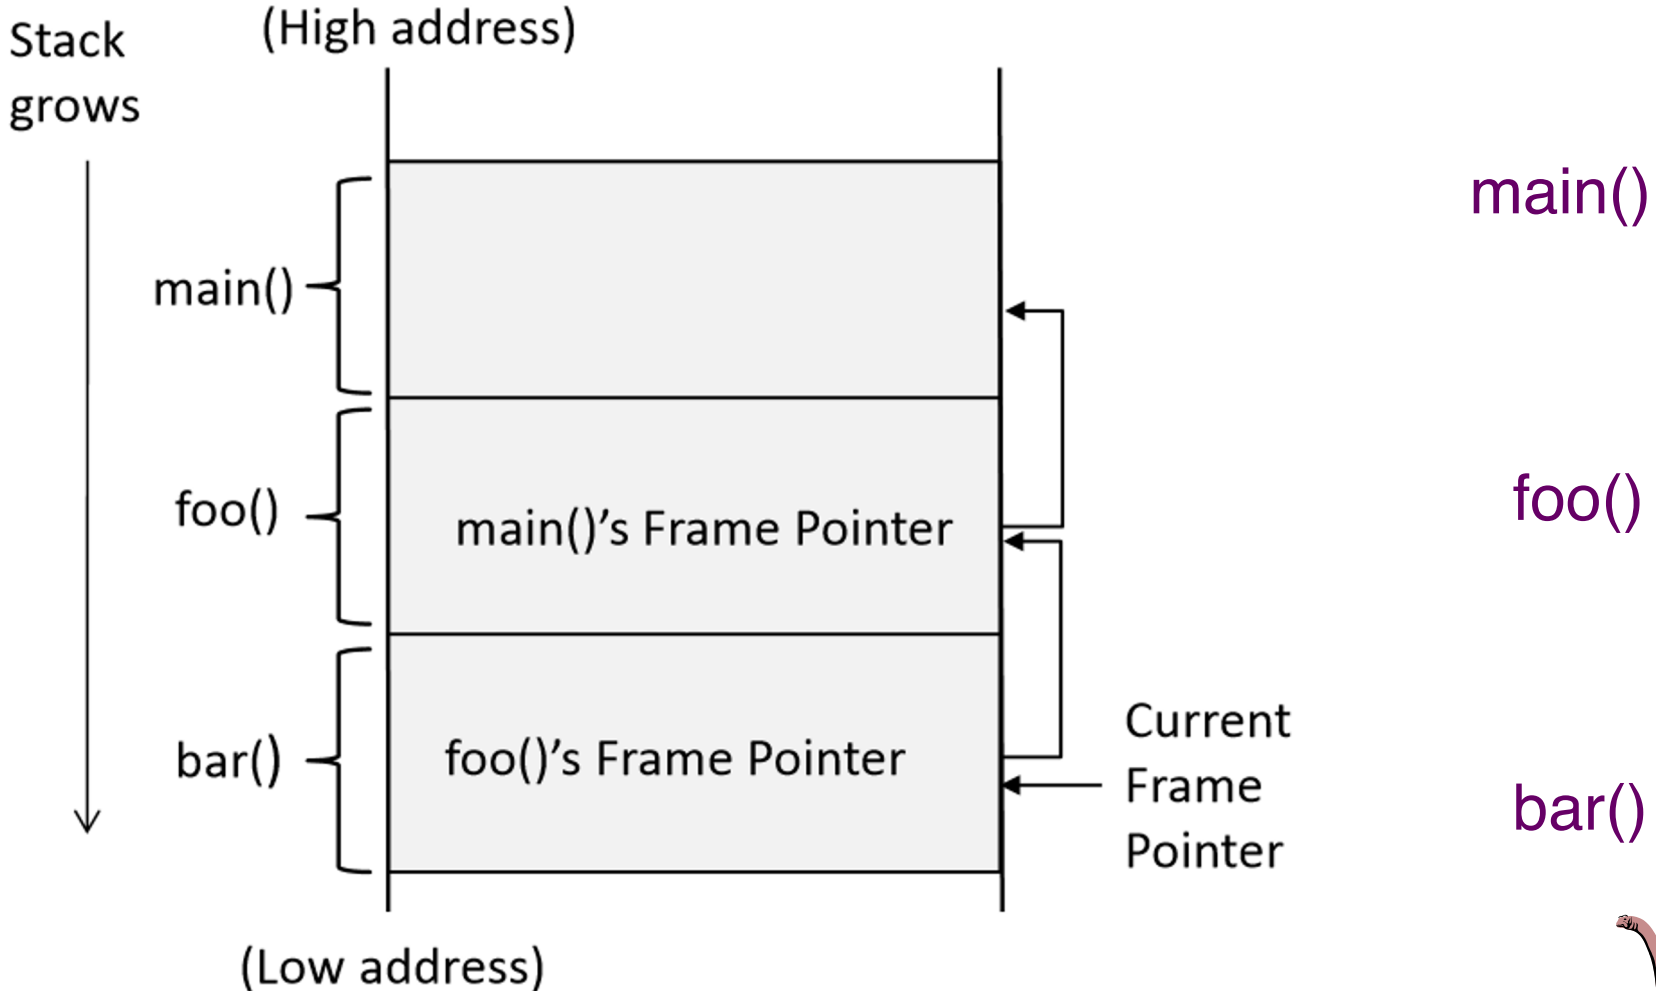 Stack
grows
(High address)
main()
main()
foo()
main()’s Frame Pointer
foo()
bar()
foo()’s Frame Pointer
Current
Frame
Pointer
bar()
(Low address)